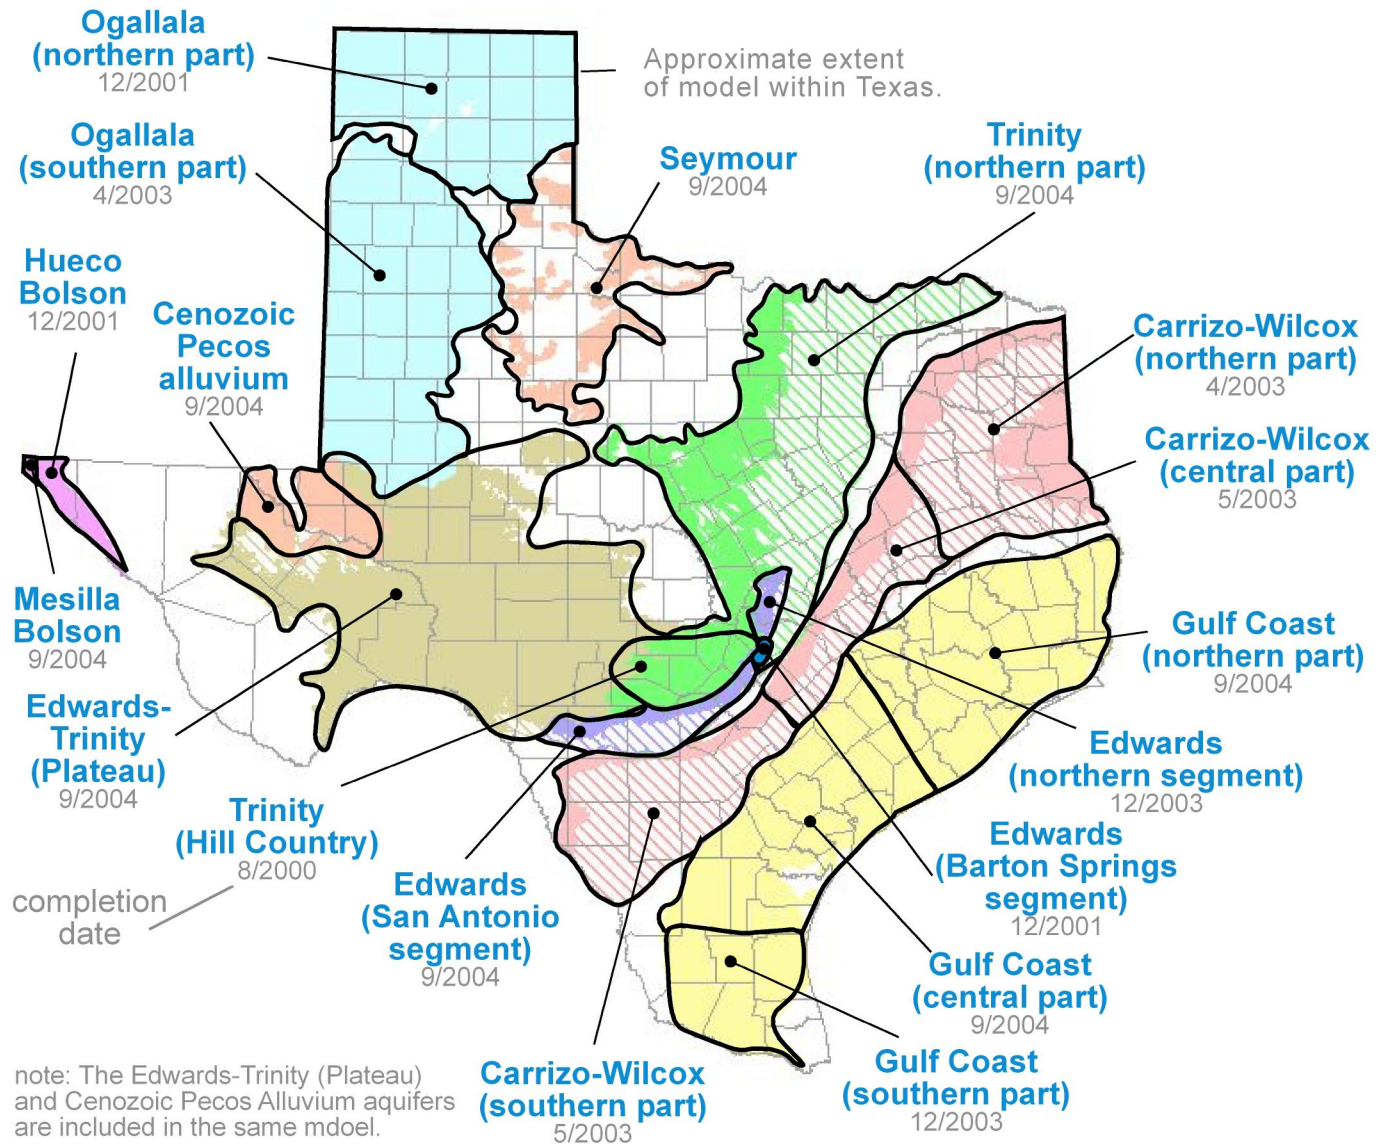 Ogallala
(northern part)
12/2001
Approximate extent
of model within Texas.
Ogallala
(southern part)
4/2003
Seymour
9/2004
Trinity
(northern part)
9/2004
Hueco
Bolson
12/2001
Cenozoic
Pecos
alluvium
9/2004
Carrizo-Wilcox
(northern part)
4/2003
Carrizo-Wilcox
(central part)
5/2003
Mesilla
Bolson
9/2004
Gulf Coast
(northern part)
9/2004
Edwards-
Trinity
(Plateau)
9/2004
Edwards
(northern segment)
12/2003
Trinity
(Hill Country)
8/2000
Edwards
(Barton Springs
segment)
12/2001
completion
date
Edwards
(San Antonio
segment)
9/2004
Gulf Coast
(central part)
9/2004
Carrizo-Wilcox
(southern part)
5/2003
Gulf Coast
(southern part)
12/2003
note: The Edwards-Trinity (Plateau)
and Cenozoic Pecos Alluvium aquifers
are included in the same mdoel.